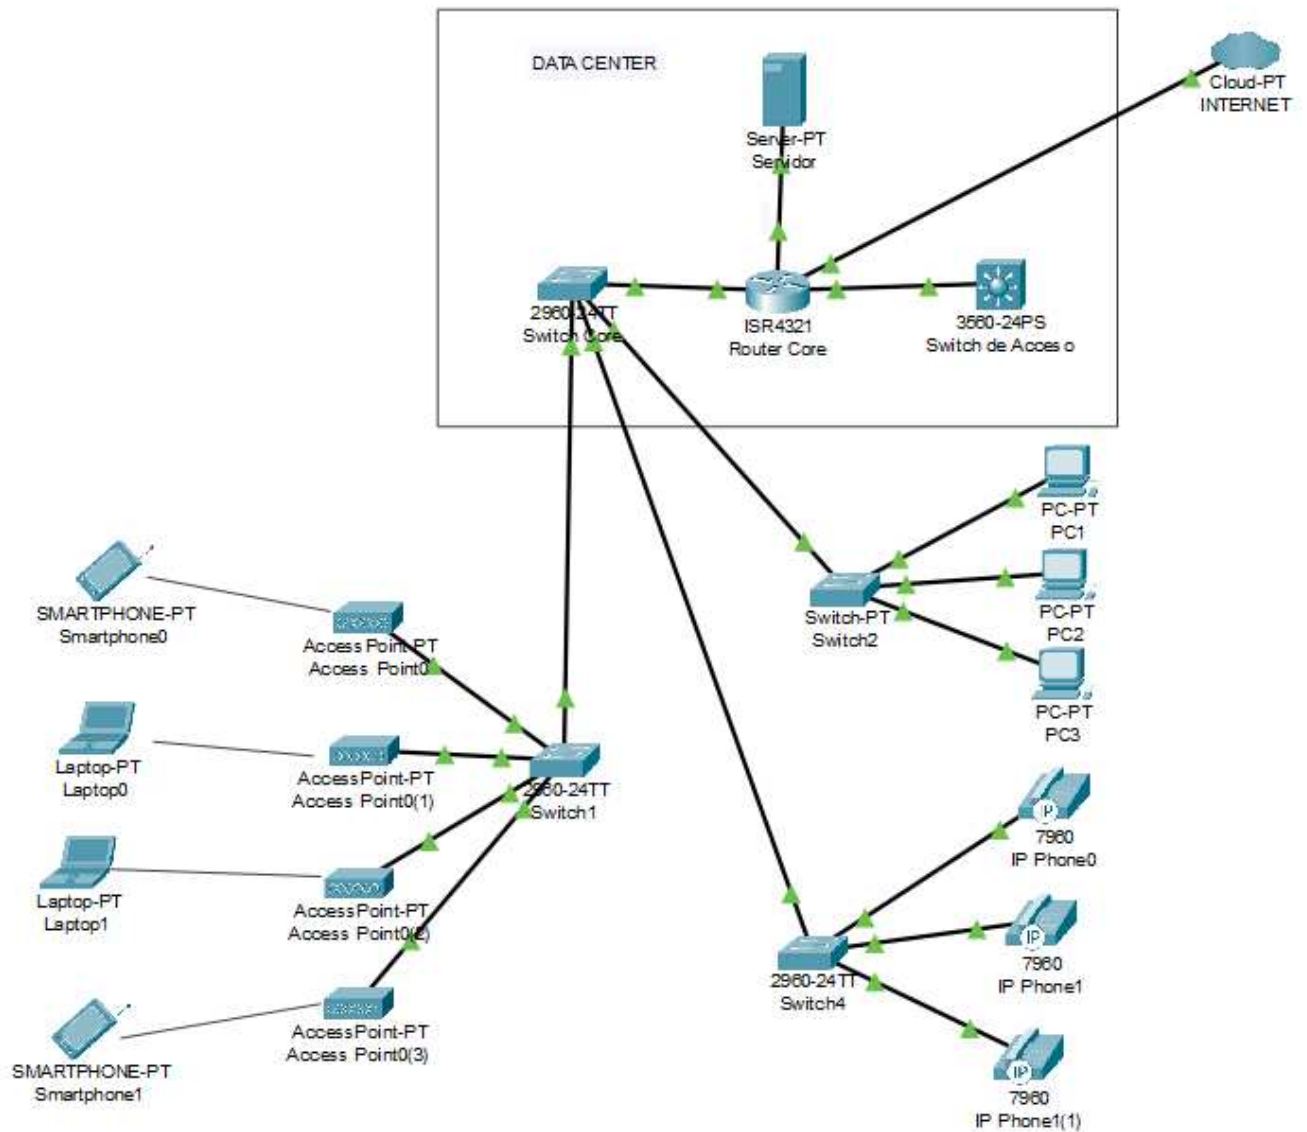 DATA CENTER
Cloud-PT
INTERNET
Server-PT
Servidor
2960-24TT
Switch Core
ISR4321
Router Core
3560-24PS
Switch de Acceso
PC-PT
PC1
PC-PT
PC2
PC-PT
PC3
Switch-PT
Switch2
SMARTPHONE-PT
Smartphone0
AccessPoint-PT
Access Point0
Laptop-PT
Laptop0
AccessPoint-PT
Access Point0(1)
2960-24TT
Switch1
Laptop-PT
Laptop1
AccessPoint-PT
Access Point0(2)
SMARTPHONE-PT
Smartphone1
AccessPoint-PT
Access Point0(3)
IP
7960
IP Phone0
IP
7960
IP Phone1
2960-24TT
Switch4
IP
7960
IP Phone1(1)